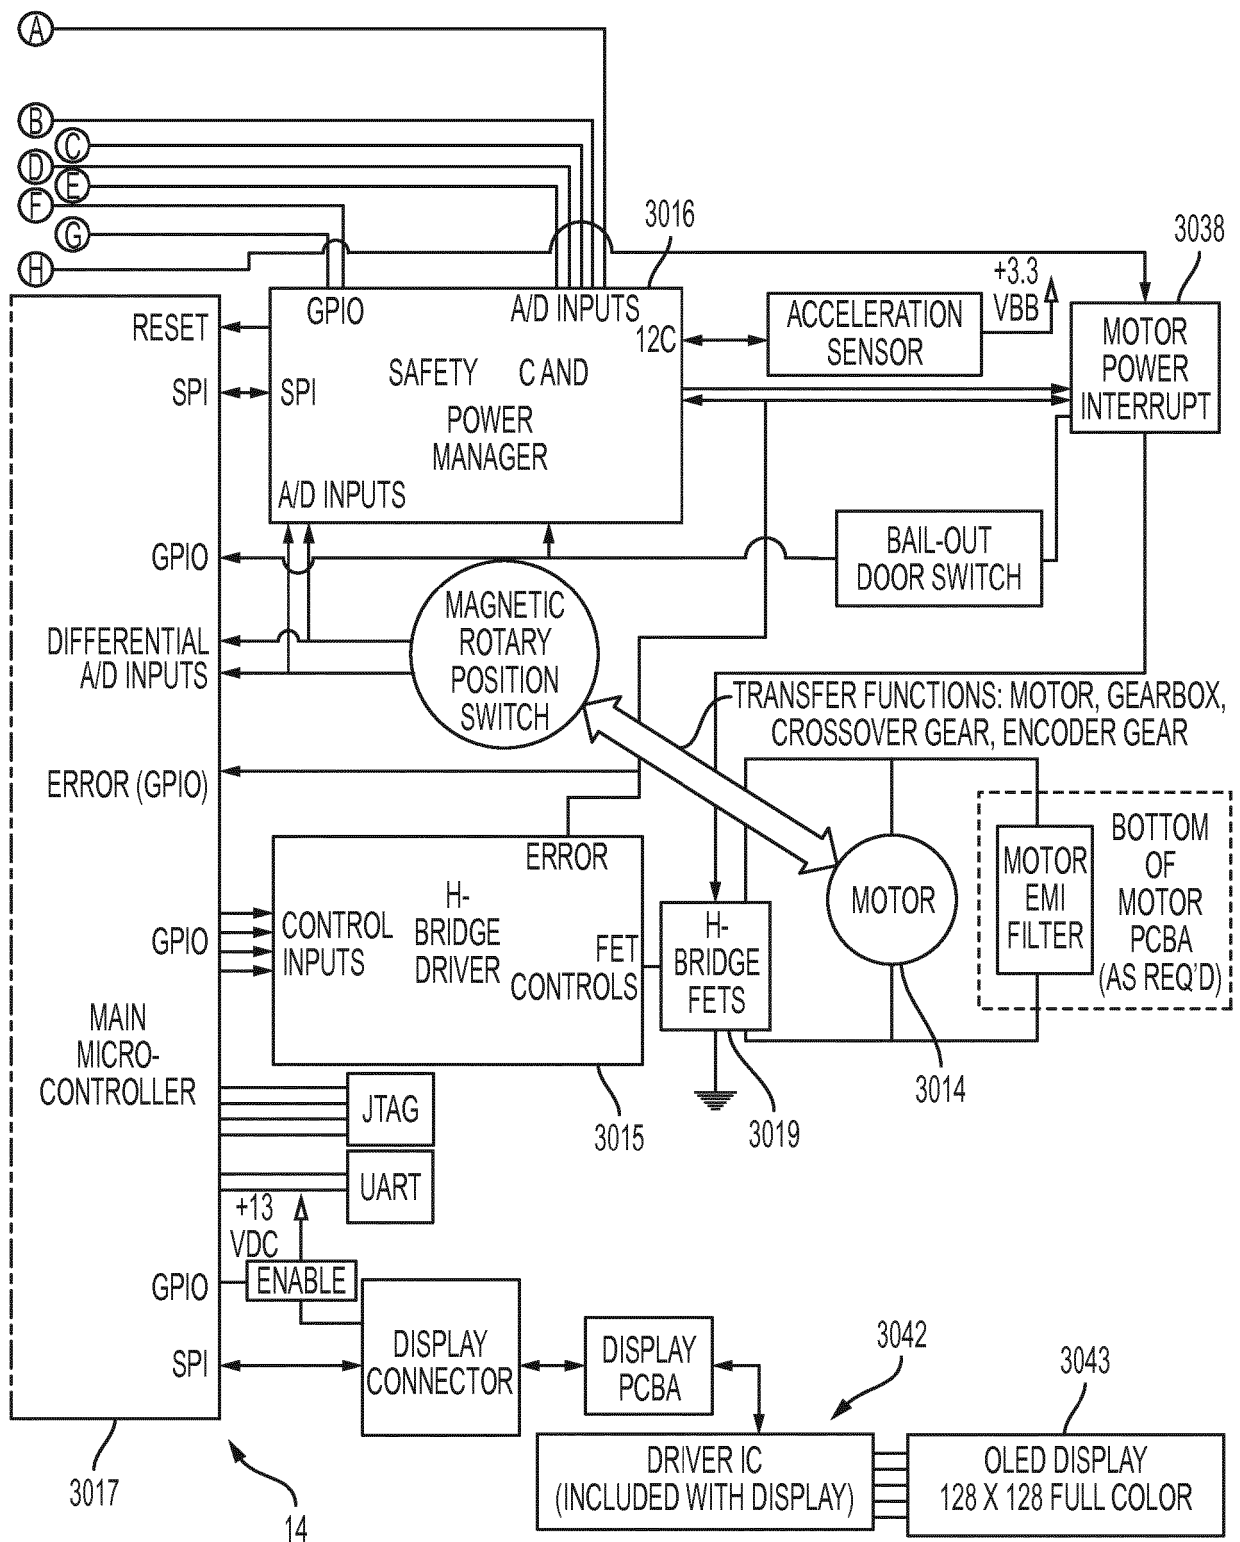 A
B
C
D
E
F
G
H
3016
3038
+3.3
VBB
GPIO
A/D INPUTS
12C
RESET
SPI
SPI
SAFETY µC AND
POWER
MANAGER
A/D INPUTS
ACCELERATION
SENSOR
MOTOR
POWER
INTERRUPT
GPIO
BAIL-OUT
DOOR SWITCH
DIFFERENTIAL
A/D INPUTS
MAGNETIC
ROTARY
POSITION
SWITCH
TRANSFER FUNCTIONS: MOTOR, GEARBOX,
CROSSOVER GEAR, ENCODER GEAR
ERROR (GPIO)
ERROR
H-
BRIDGE
DRIVER
CONTROL
INPUTS
FET
CONTROLS
GPIO
H-
BRIDGE
FETS
MOTOR
MOTOR
EMI
FILTER
BOTTOM
OF
MOTOR
PCBA
(AS REQ'D)
MAIN
MICRO-
CONTROLLER
JTAG
UART
3015
3019
3014
+13
VDC
GPIO
ENABLE
SPI
DISPLAY
CONNECTOR
DISPLAY
PCBA
3042
3043
DRIVER IC
(INCLUDED WITH DISPLAY)
OLED DISPLAY
128 X 128 FULL COLOR
3017
14